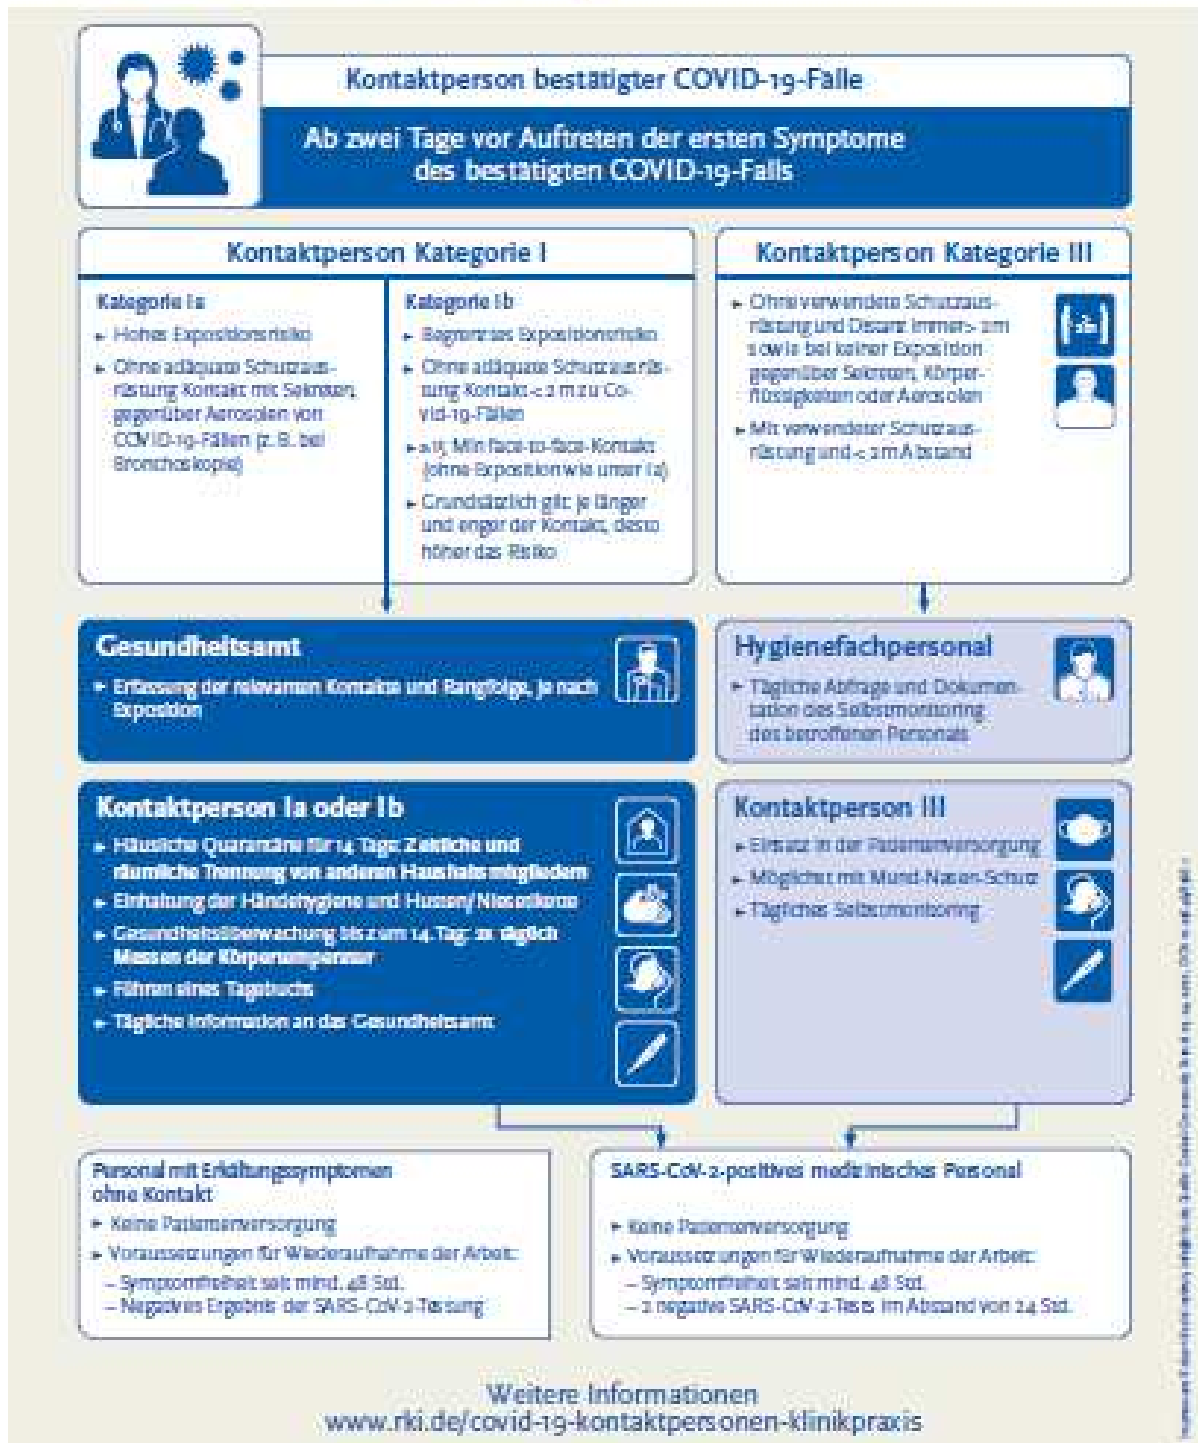 Kontaktperson bestätigter COVID-19-Fälle
Ab zwei Tage vor Auftreten der ersten Symptome
des bestätigten COVID-19-Falls
Kontaktperson Kategorie I
Kategorie Ia
► Hohes Expositionsrisiko
► Ohne adäquate Schutzaus-
rüstung Kontakt mit Sekreten,
gegenüber Aerosolen von
COVID-19-Fällen (z. B. bei
Bronchoskopie)
Kategorie Ib
► Begrenztes Expositionsrisiko
► Ohne adäquate Schutzausrüs-
tung Kontakt < 2 m zu Co-
vid-19-Fällen
► Min face-to-face-Kontakt
(ohne Exposition wie unter Ia)
► Grundsätzlich gilt: je länger
und enger der Kontakt, desto
höher das Risiko
Kontaktperson Kategorie III
► Ohne verwendete Schutzaus-
rüstung und Distanz immer > 2m
sowie bei keiner Exposition
gegenüber Sekreten, Körper-
flüssigkeiten oder Aerosolen
► Mit verwendeter Schutzaus-
rüstung und < 2m Abstand
Gesundheitsamt
► Erfassung der relevanten Kontakte und Rangfolge, je nach
Exposition
Hygienefachpersonal
► Tägliche Abfrage und Dokumen-
tation des Selbstmonitoring
des betroffenen Personals
Kontaktperson Ia oder Ib
► Häusliche Quarantäne für 14 Tage: Zeitliche und
räumliche Trennung von anderen Haushaltsmitgliedern
► Einhaltung der Händehygiene und Husten/Niesetikette
► Gesundheitsüberwachung bis zum 14. Tag: 2x täglich
Messen der Körpertemperatur
► Führen eines Tagebuchs
► Tägliche Information an das Gesundheitsamt
Kontaktperson III
► Einsatz in der Patientenversorgung
► Möglichst mit Mund-Nasen-Schutz
► Tägliches Selbstmonitoring
Personal mit Erkältungssymptomen
ohne Kontakt
► Keine Patientenversorgung
► Voraussetzungen für Wiederaufnahme der Arbeit:
– Symptomfreiheit seit mind. 48 Std.
– Negatives Ergebnis der SARS-CoV-2-Testung
SARS-CoV-2-positives medizinisches Personal
► Keine Patientenversorgung
► Voraussetzungen für Wiederaufnahme der Arbeit:
– Symptomfreiheit seit mind. 48 Std.
– 2 negative SARS-CoV-2-Tests im Abstand von 24 Std.
Weitere Informationen
www.rki.de/covid-19-kontaktpersonen-klinikpraxis